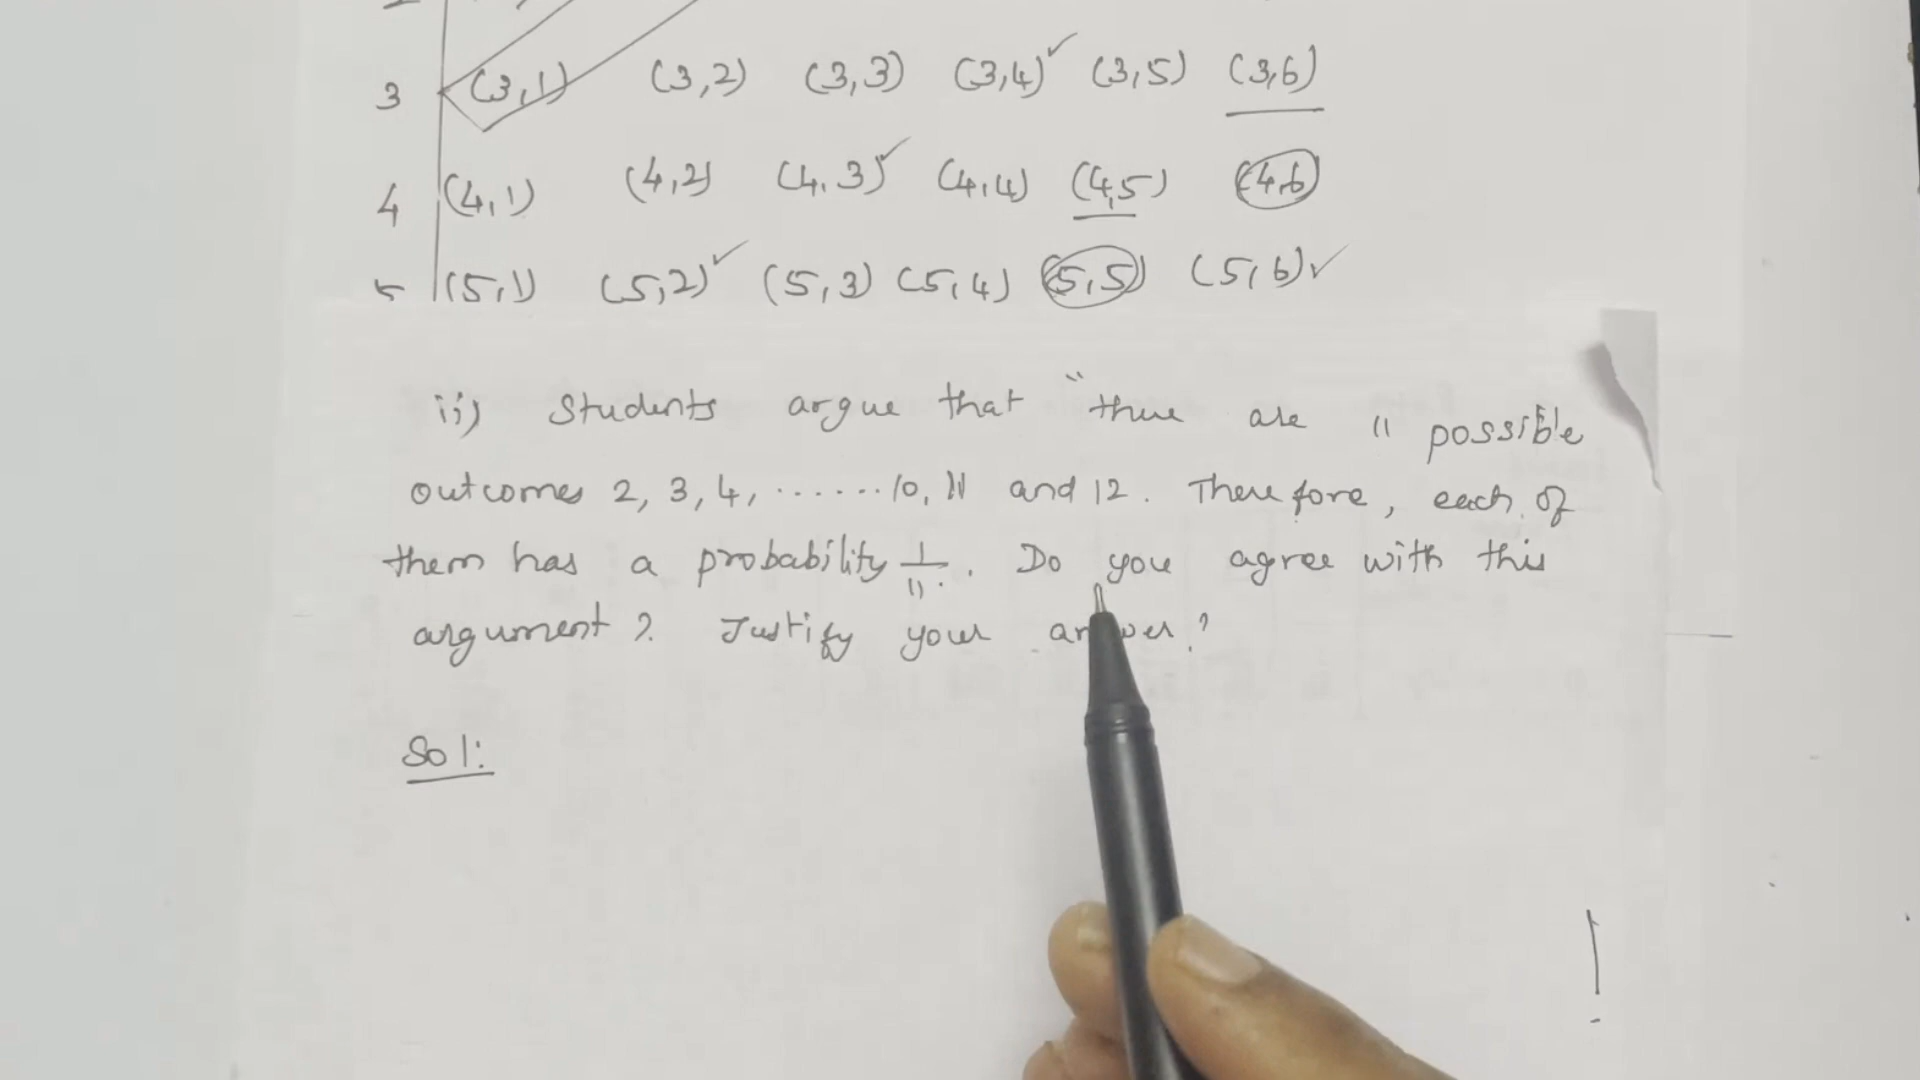 3 (3,1) (3,2) (3,3) (3,4) (3,5) (3,6)
4 (4,1) (4,2) (4,3) (4,4) (4,5) (4,6)
5 (5,1) (5,2) (5,3) (5,4) (5,5) (5,6)
ii) Students argue that "there are 11 possible
outcomes 2, 3, 4, ......10, 11 and 12. Therefore, each of
them has a probability 1/11. Do you agree with this
argument? Justify your answer?
Sol: